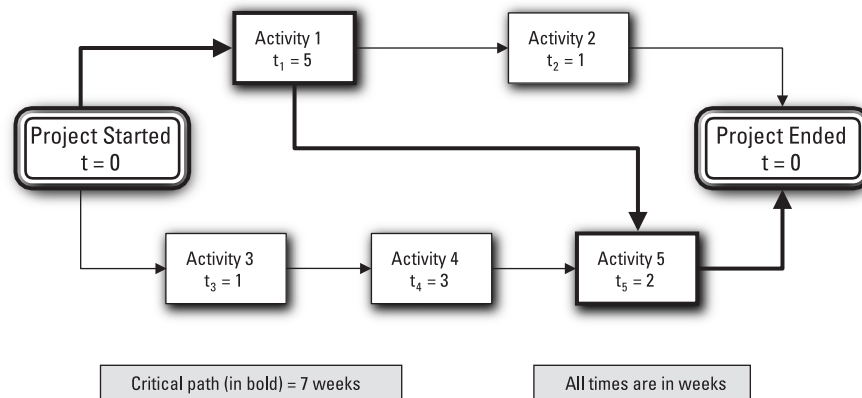 Activity 1
t₁ = 5
Activity 2
t₂ = 1
Project Started
t = 0
Project Ended
t = 0
Activity 3
t₃ = 1
Activity 4
t₄ = 3
Activity 5
t₅ = 2
Critical path (in bold) = 7 weeks
All times are in weeks